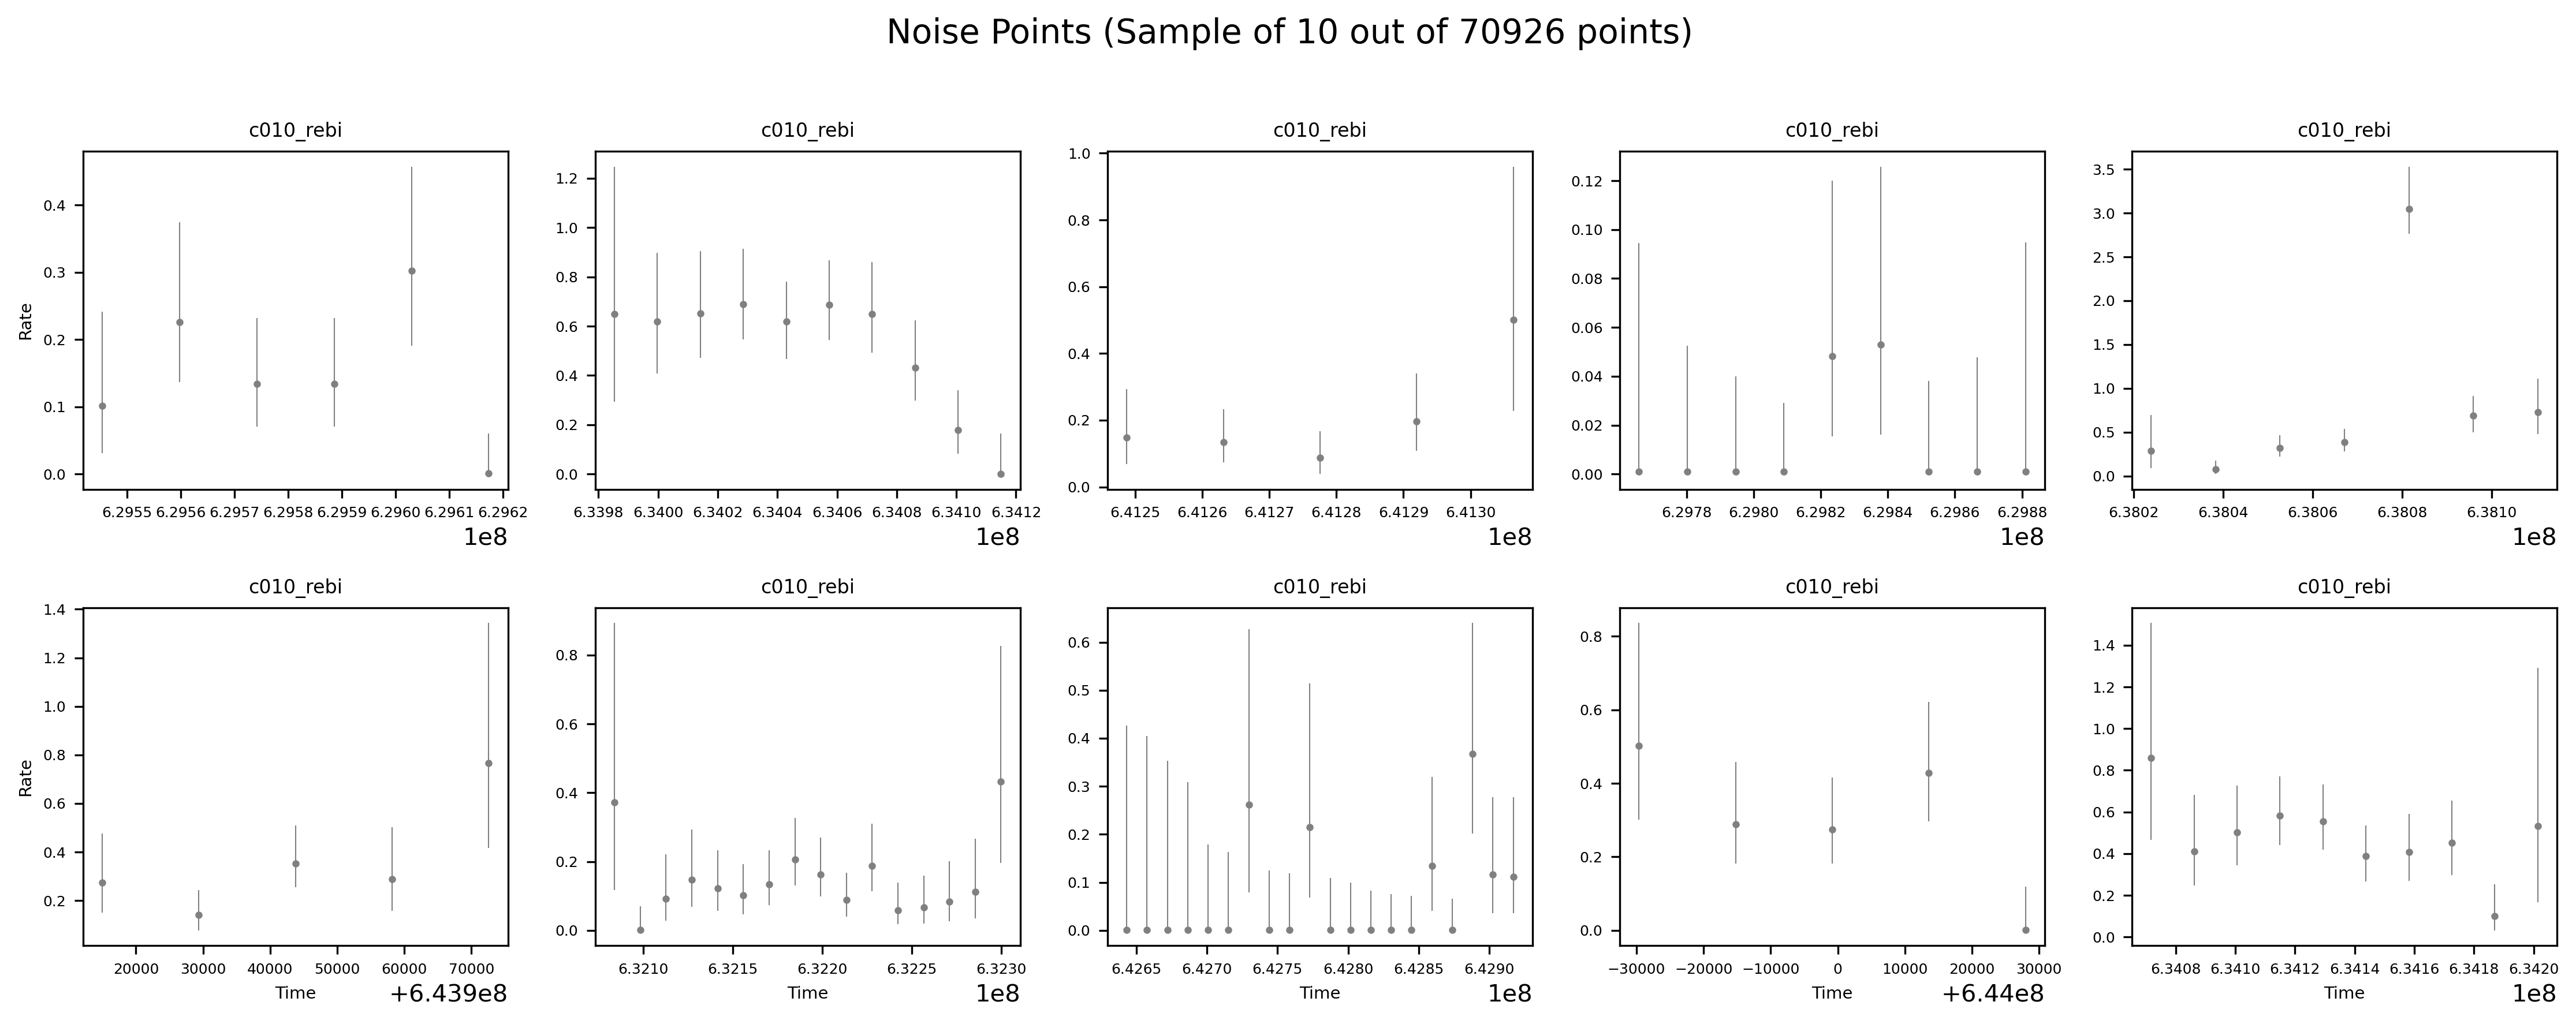 Noise Points (Sample of 10 out of 70926 points)
c010_rebi c010_rebi c010_rebi c010_rebi c010_rebi
Rate
0.4
0.3
0.2
0.1
0.0
6.2955 6.2956 6.2957 6.2958 6.2959 6.2960 6.2961 6.2962
1e8
1.2
1.0
0.8
0.6
0.4
0.2
0.0
6.3398 6.3400 6.3402 6.3404 6.3406 6.3408 6.3410 6.3412
1e8
1.0
0.8
0.6
0.4
0.2
0.0
6.4125 6.4126 6.4127 6.4128 6.4129 6.4130
1e8
0.12
0.10
0.08
0.06
0.04
0.02
0.00
6.2978 6.2980 6.2982 6.2984 6.2986 6.2988
1e8
3.5
3.0
2.5
2.0
1.5
1.0
0.5
0.0
6.3802 6.3804 6.3806 6.3808 6.3810
1e8
c010_rebi c010_rebi c010_rebi c010_rebi c010_rebi
Rate
1.4
1.2
1.0
0.8
0.6
0.4
0.2
20000 30000 40000 50000 60000 70000
Time +6.439e8
0.8
0.6
0.4
0.2
0.0
6.3210 6.3215 6.3220 6.3225 6.3230
Time 1e8
0.6
0.5
0.4
0.3
0.2
0.1
0.0
6.4265 6.4270 6.4275 6.4280 6.4285 6.4290
Time 1e8
0.8
0.6
0.4
0.2
0.0
−30000 −20000 −10000 0 10000 20000 30000
Time +6.44e8
1.4
1.2
1.0
0.8
0.6
0.4
0.2
0.0
6.3408 6.3410 6.3412 6.3414 6.3416 6.3418 6.3420
Time 1e8